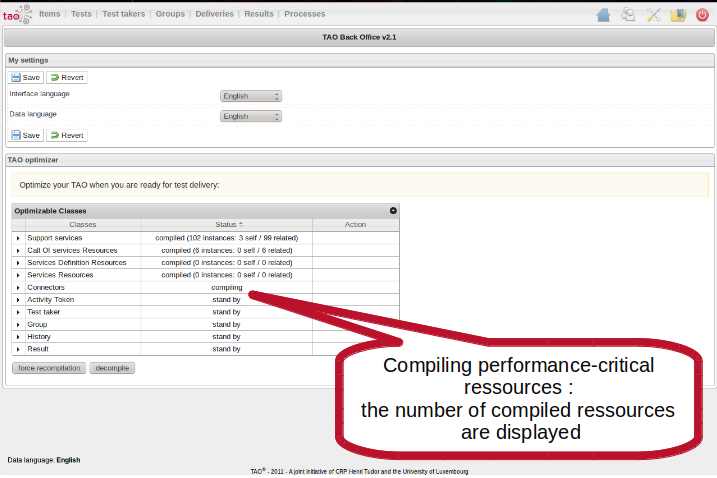 tao
Items | Tests | Test takers | Groups | Deliveries | Results | Processes
TAO Back Office v2.1
My settings
Save Revert
Interface language English
Data language English
Save Revert
TAO optimizer
Optimize your TAO when you are ready for test delivery:
Optimizable Classes
Classes Status Action
Support services compiled (102 instances: 3 self / 99 related)
Call Of services Resources compiled (6 instances: 0 self / 6 related)
Services Definition Resources compiled (0 instances: 0 self / 0 related)
Services Resources compiled (0 instances: 0 self / 0 related)
Connectors compiling
Activity Token stand by
Test taker stand by
Group stand by
History stand by
Result stand by
force recompilation decompile
Compiling performance-critical
ressources :
the number of compiled ressources
are displayed
Data language: English
TAO® - 2011 - A joint initiative of CRP Henri Tudor and the University of Luxembourg